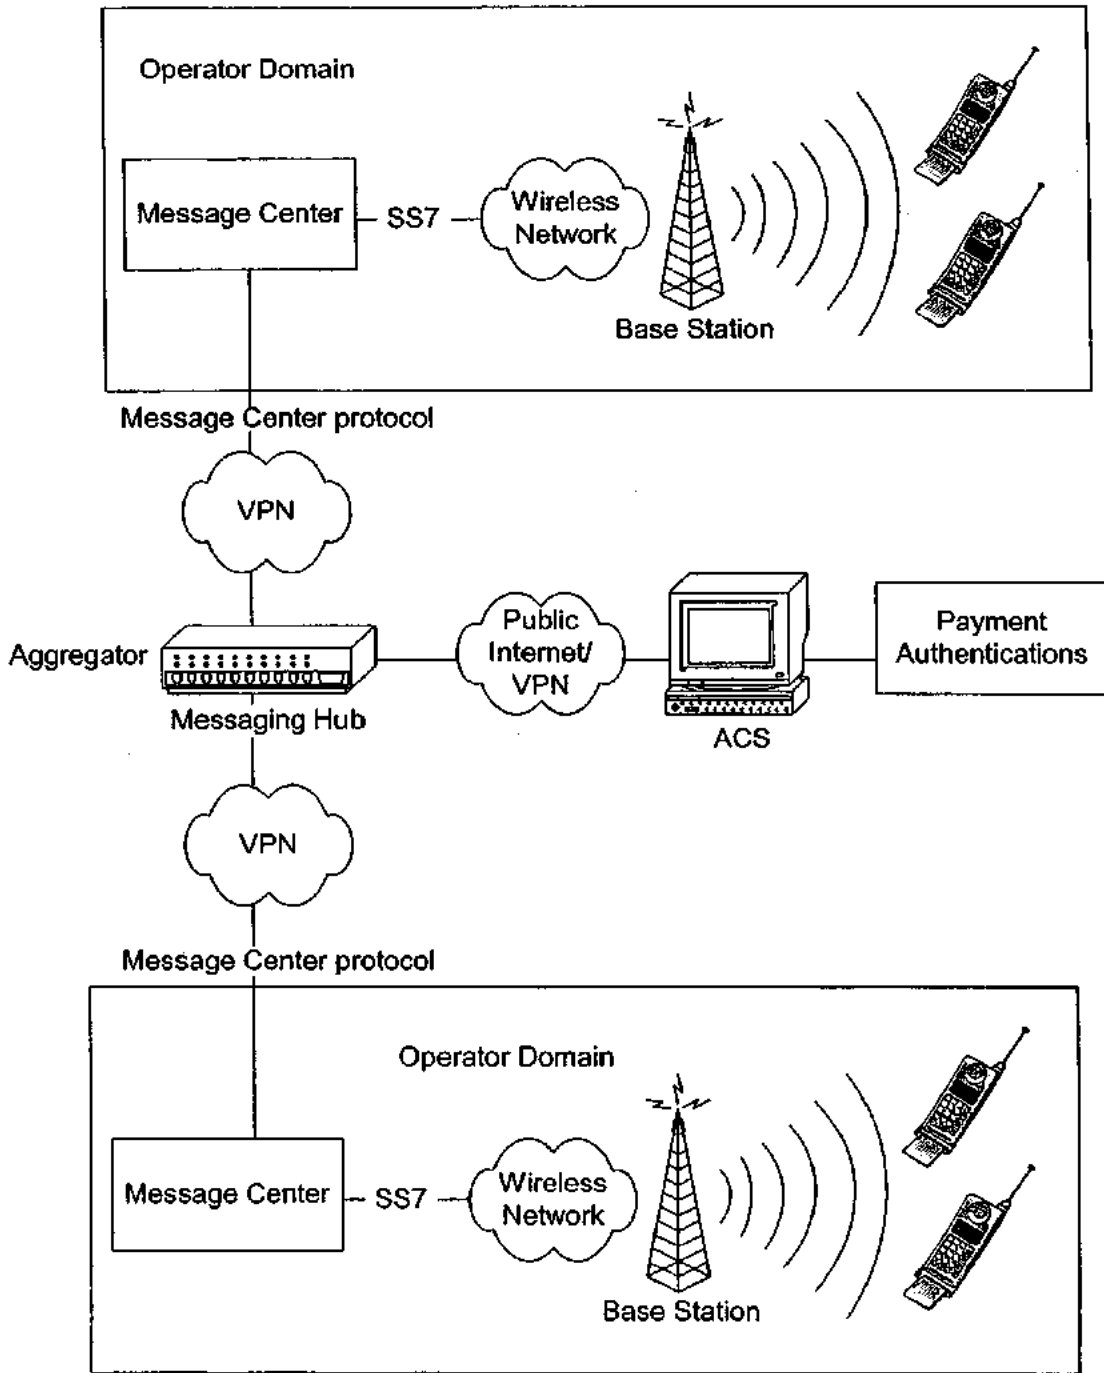 Operator Domain
Message Center
SS7
Wireless
Network
Base Station
Message Center protocol
VPN
Aggregator
Messaging Hub
Public
Internet/
VPN
ACS
Payment
Authentications
VPN
Message Center protocol
Operator Domain
Message Center
SS7
Wireless
Network
Base Station